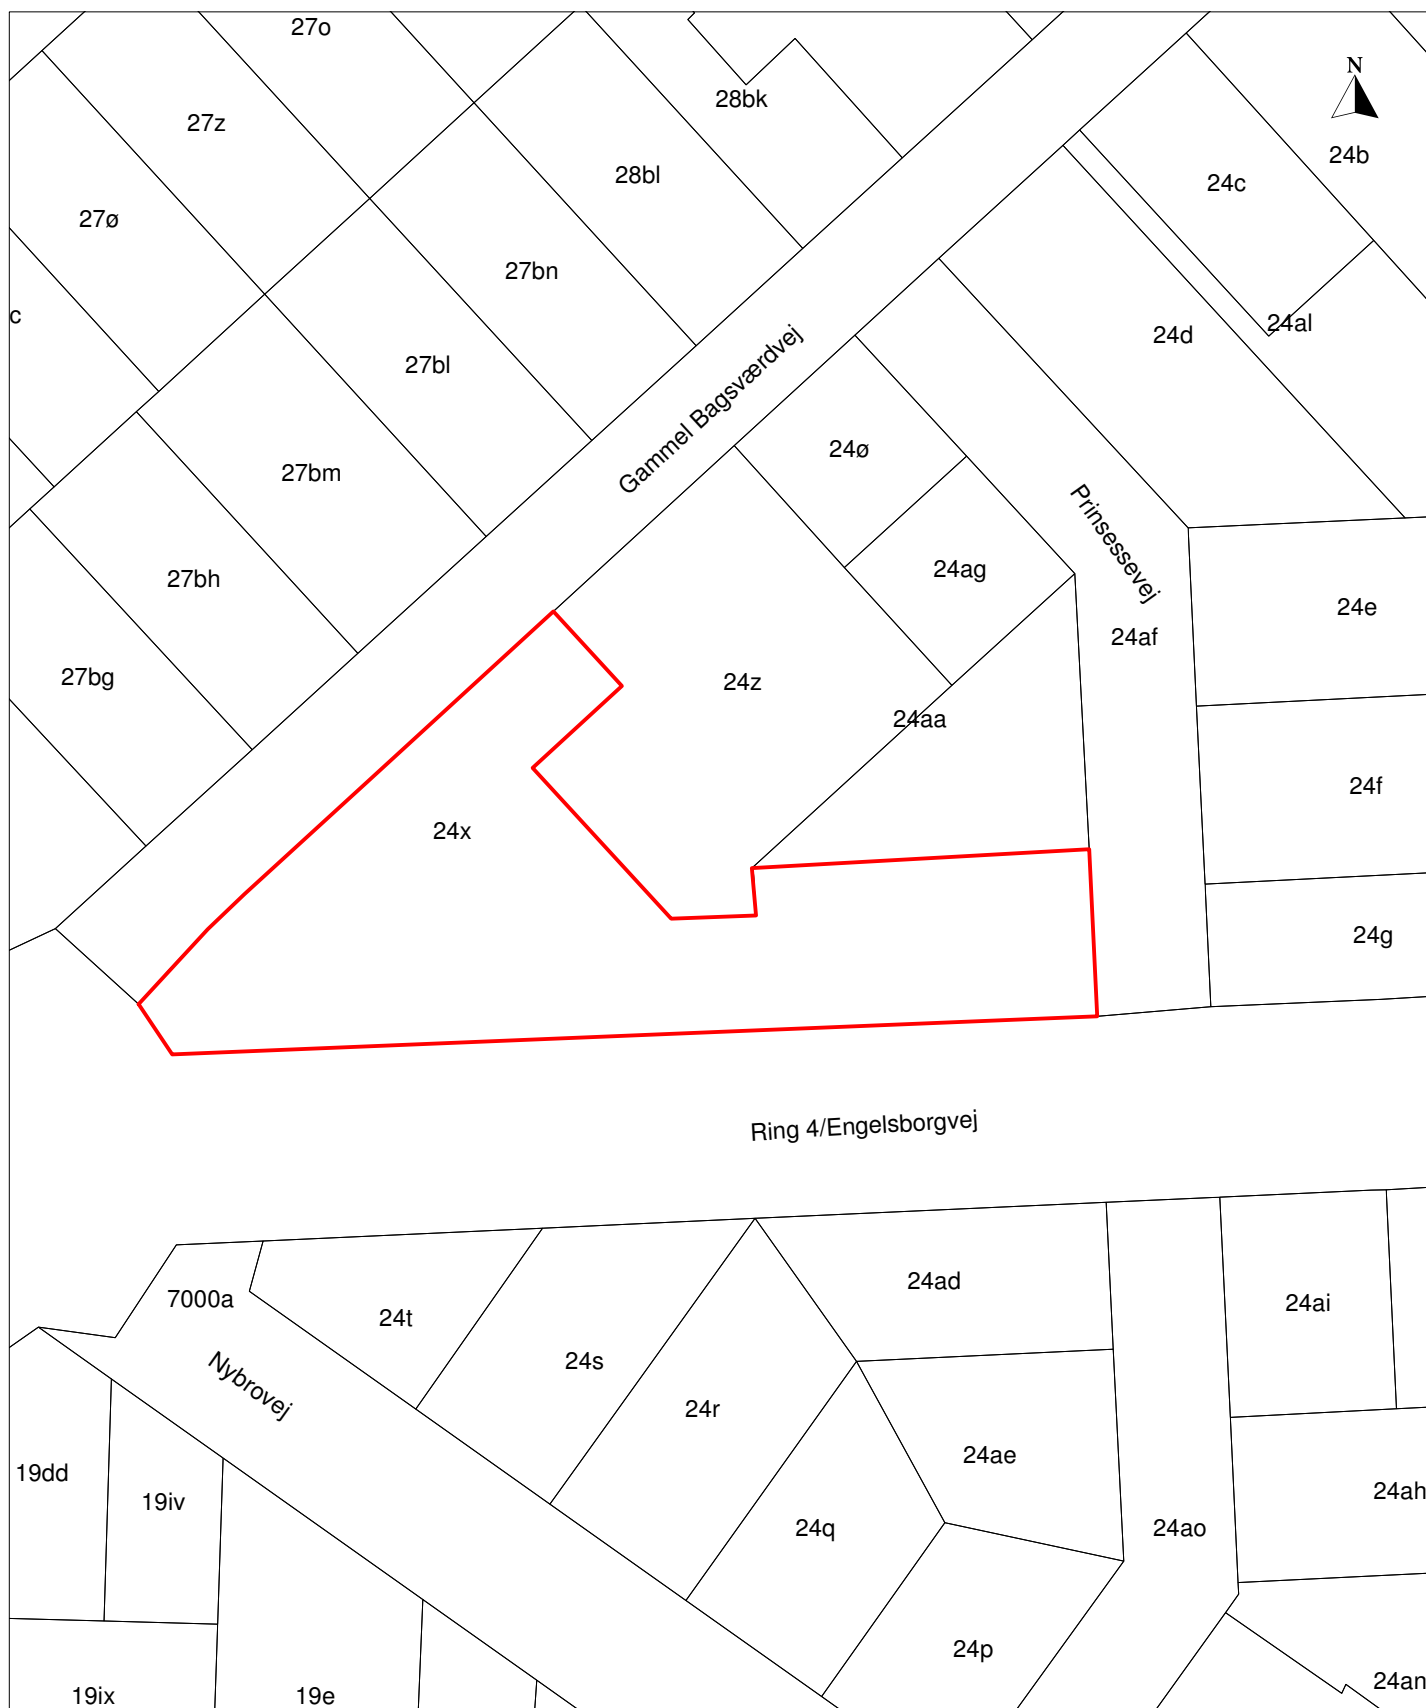 27o
N
28bk
27z
24b
28bl
24c
27ø
27bn
c
24al
24d
Gammel Bagsværdvej
27bl
24ø
27bm
Prinsessevej
24ag
27bh
24e
24af
27bg
24z
24aa
24f
24x
24g
Ring 4/Engelsborgvej
24ad
7000a
24ai
24t
24s
Nybrovej
24r
24ae
19dd
24ah
19iv
24q
24ao
24p
24an
19ix
19e